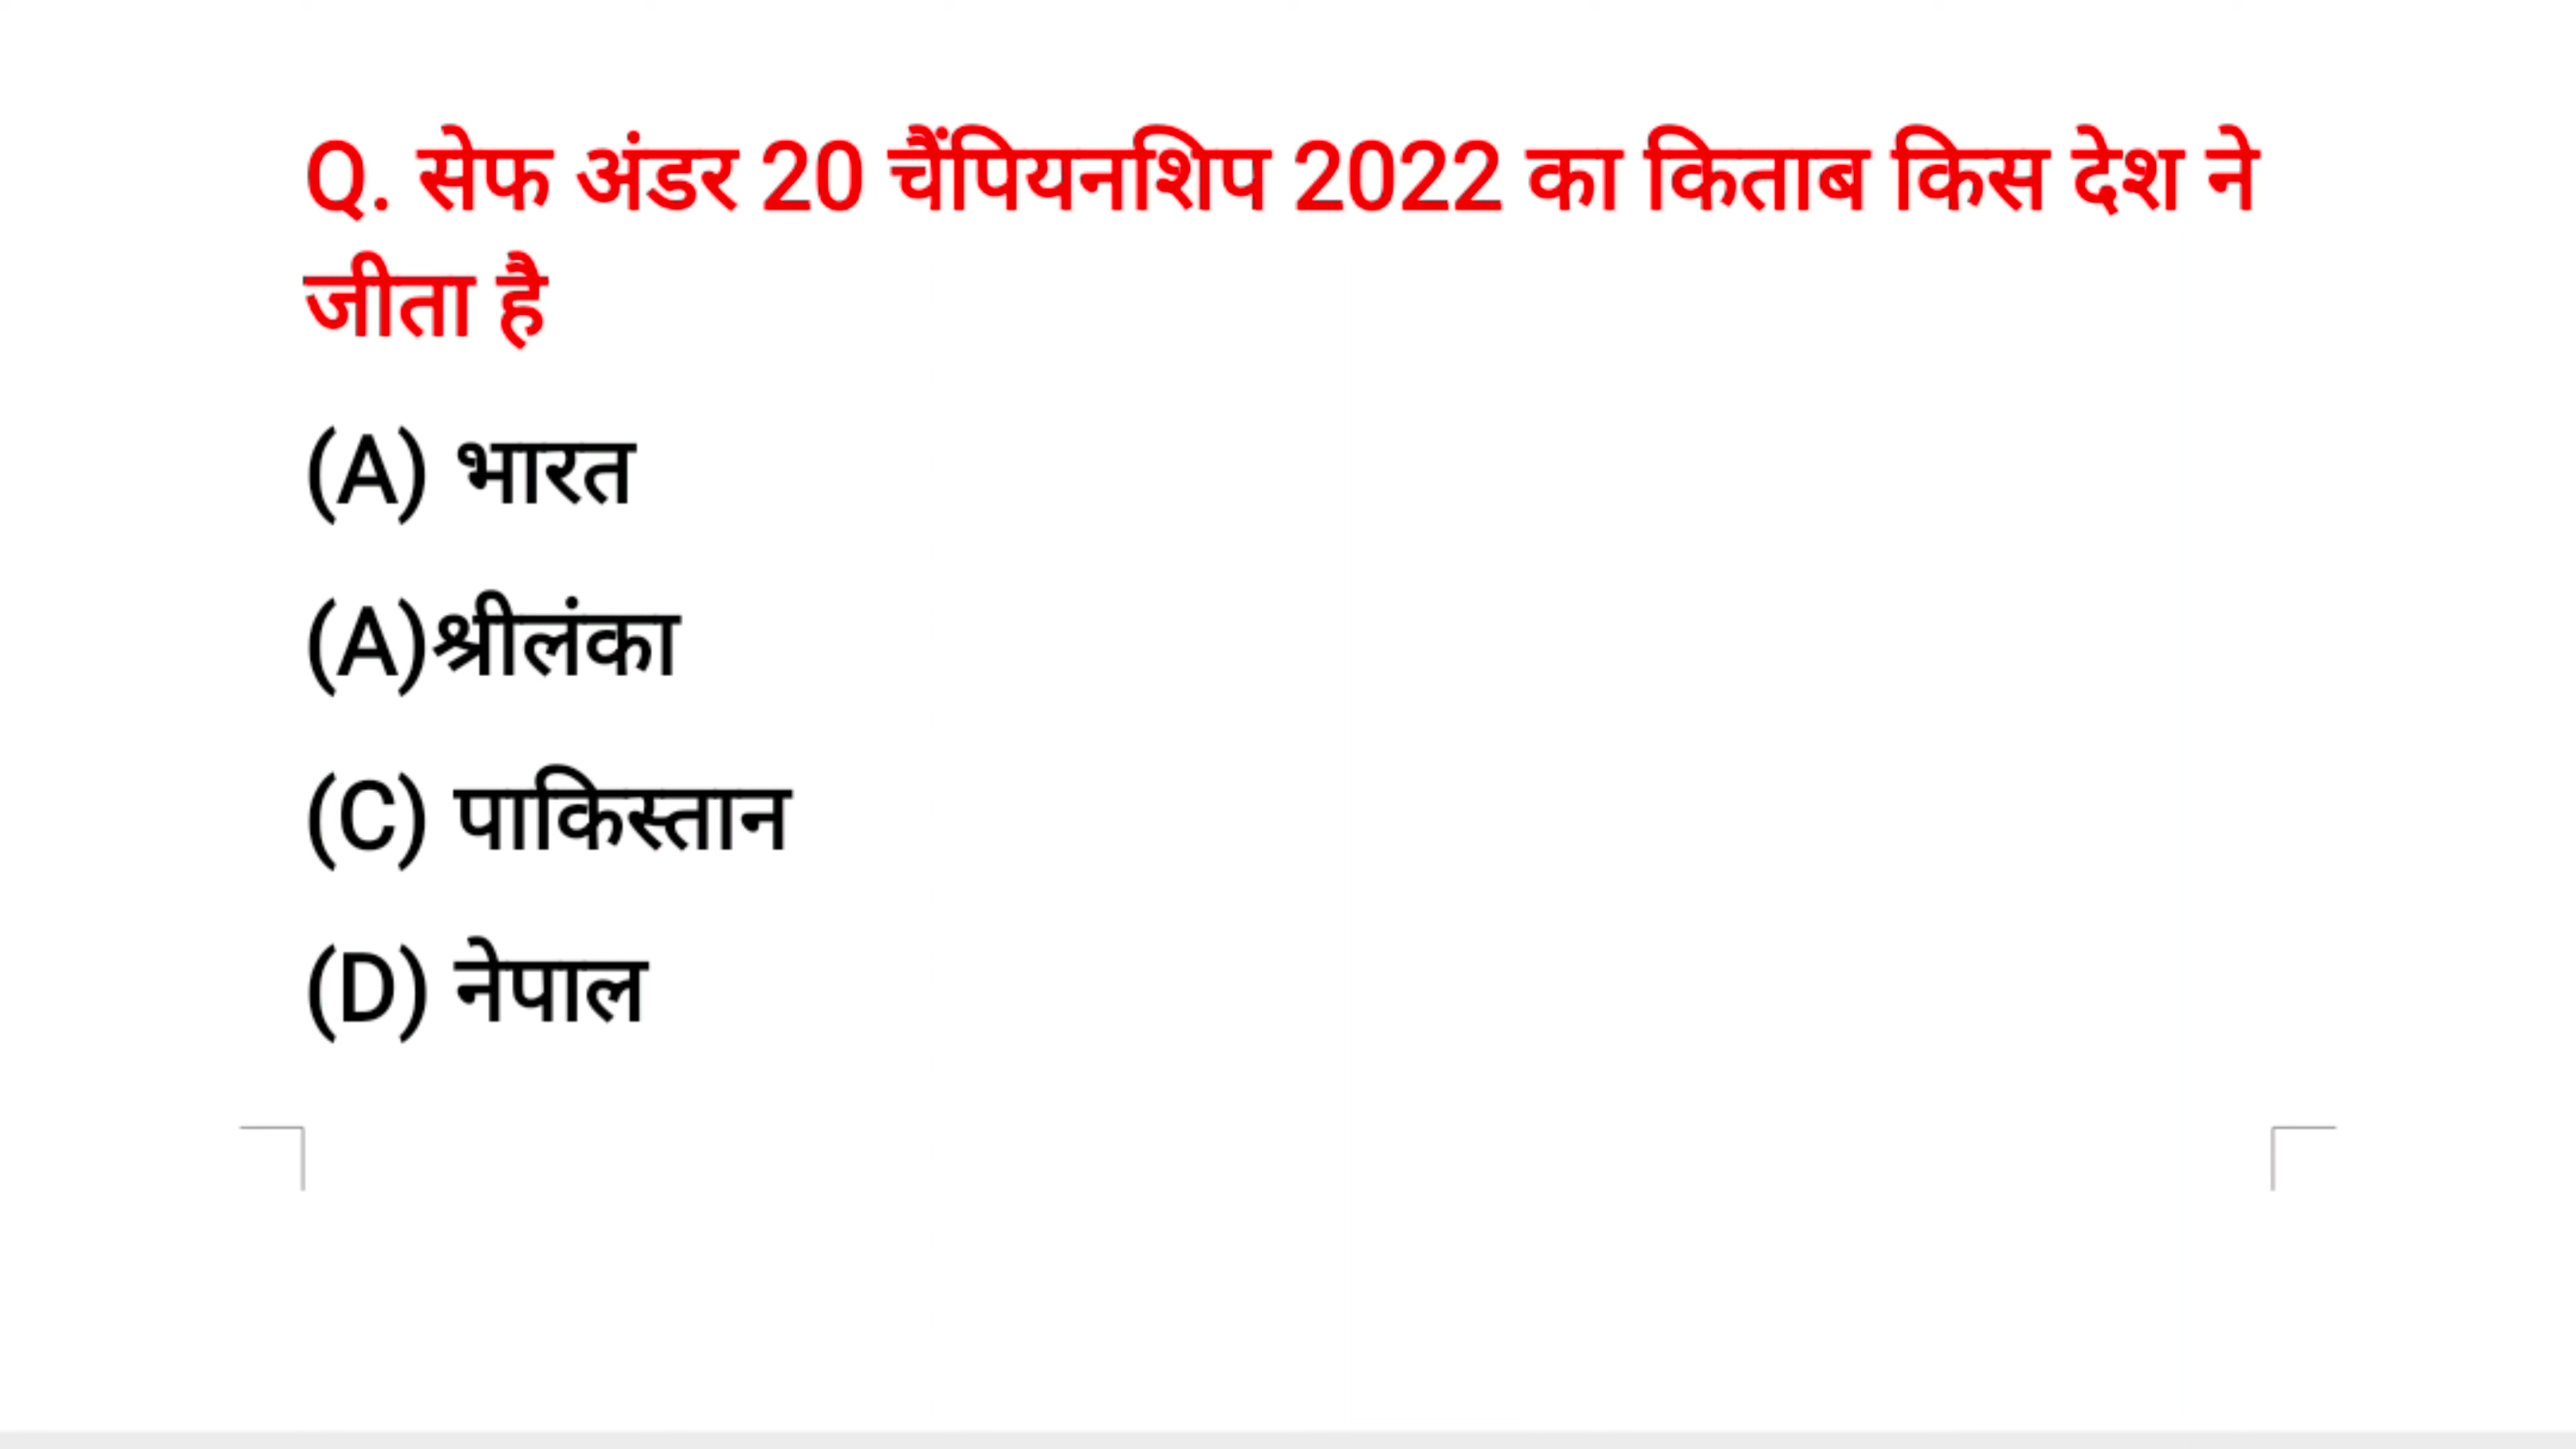 Q. सेफ अंडर 20 चैंपियनशिप 2022 का किताब किस देश ने
जीता है
(A) भारत
(A)श्रीलंका
(C) पाकिस्तान
(D) नेपाल